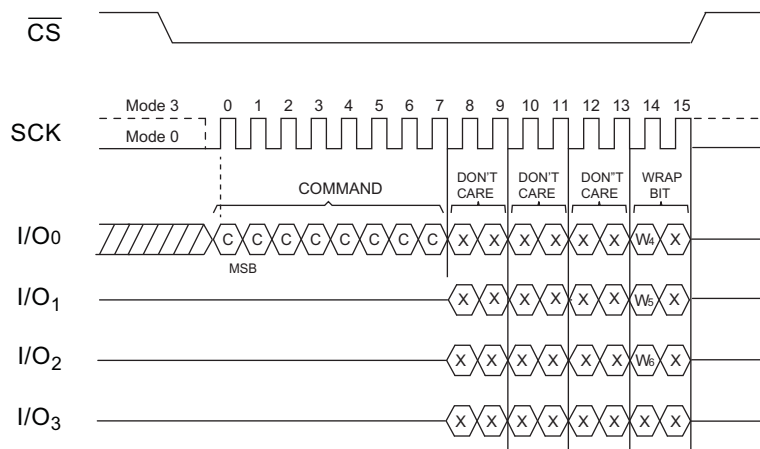 CS
Mode 3 0 1 2 3 4 5 6 7 8 9 10 11 12 13 14 15
SCK
Mode 0
COMMAND
DON'T CARE
DON'T CARE
DON"T CARE
WRAP BIT
I/O0 C C C C C C C C X X X X X X W4 X
MSB
I/O1 X X X X X X W5 X
I/O2 X X X X X X W6 X
I/O3 X X X X X X X X